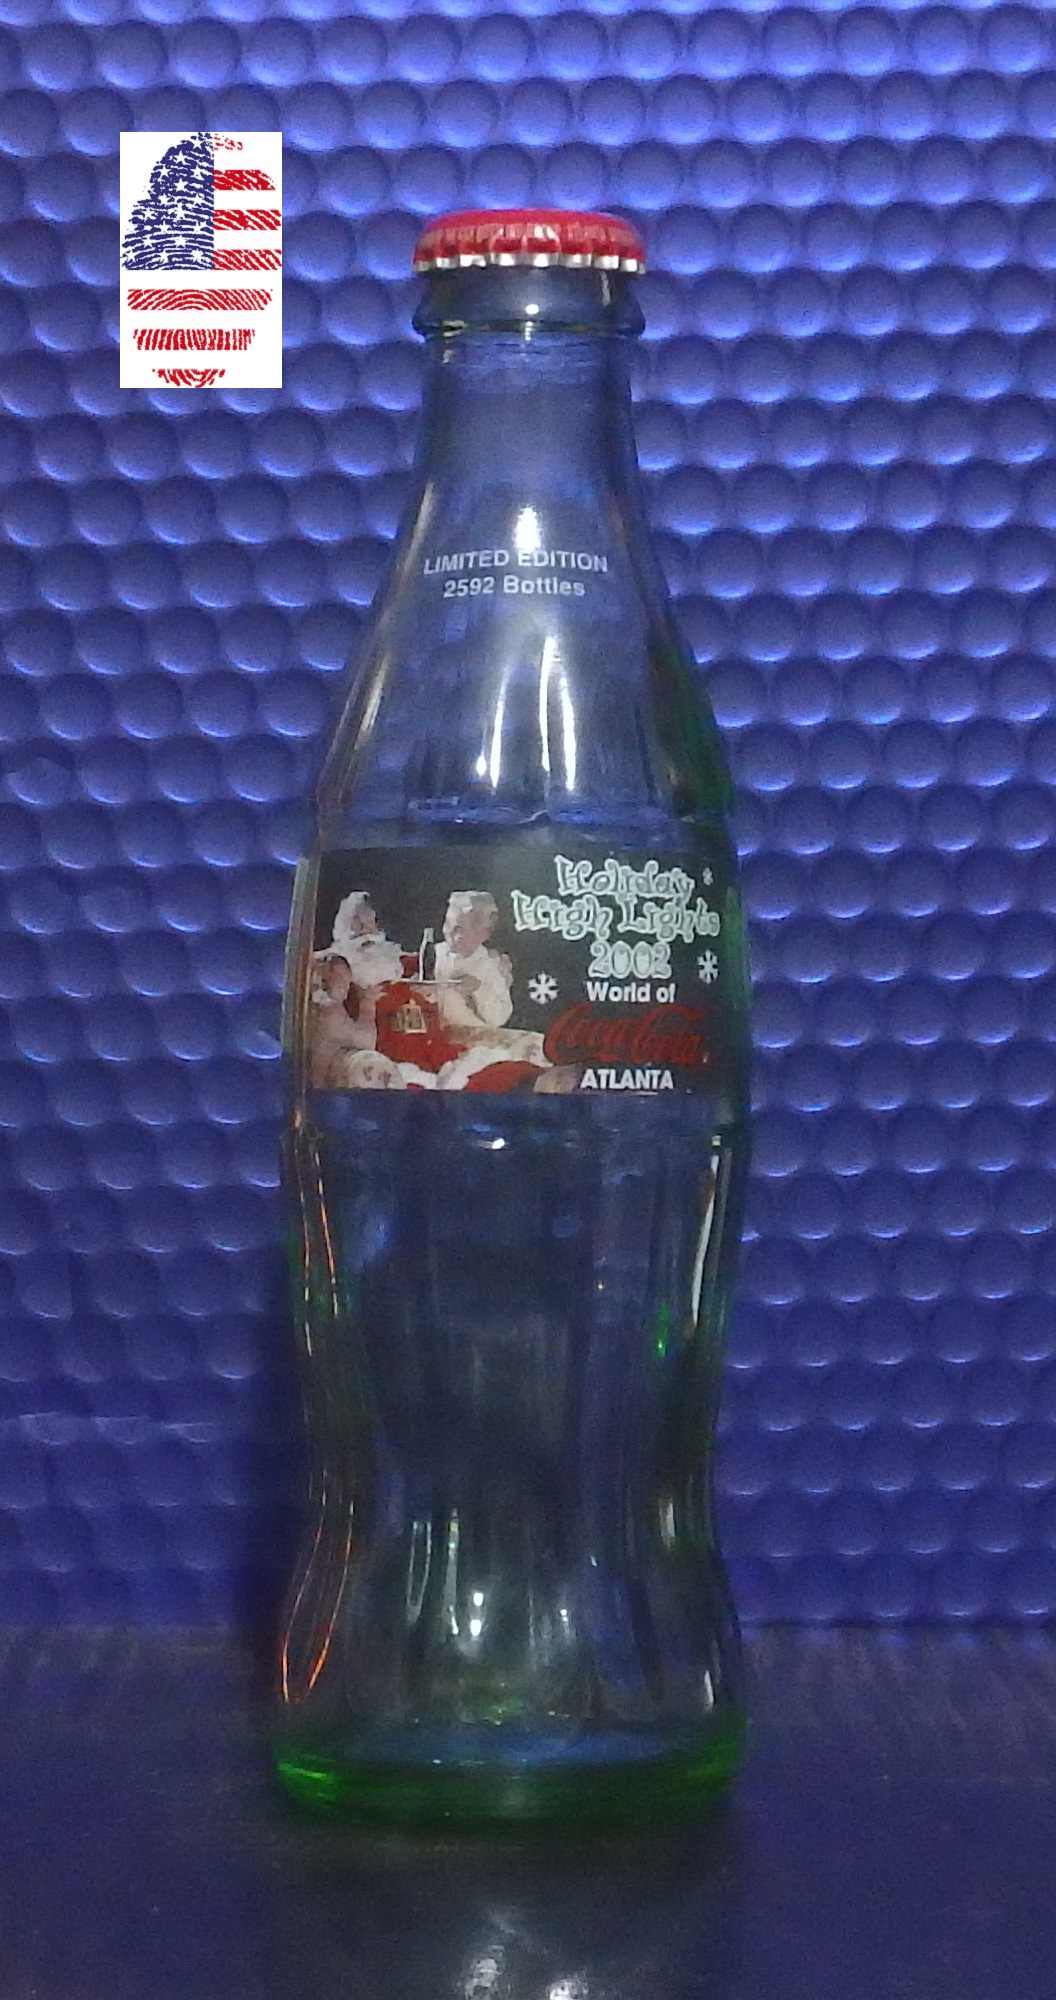 LIMITED EDITION
2592 Bottles
Holiday
High Lights
2002
World of
Coca-Cola
ATLANTA